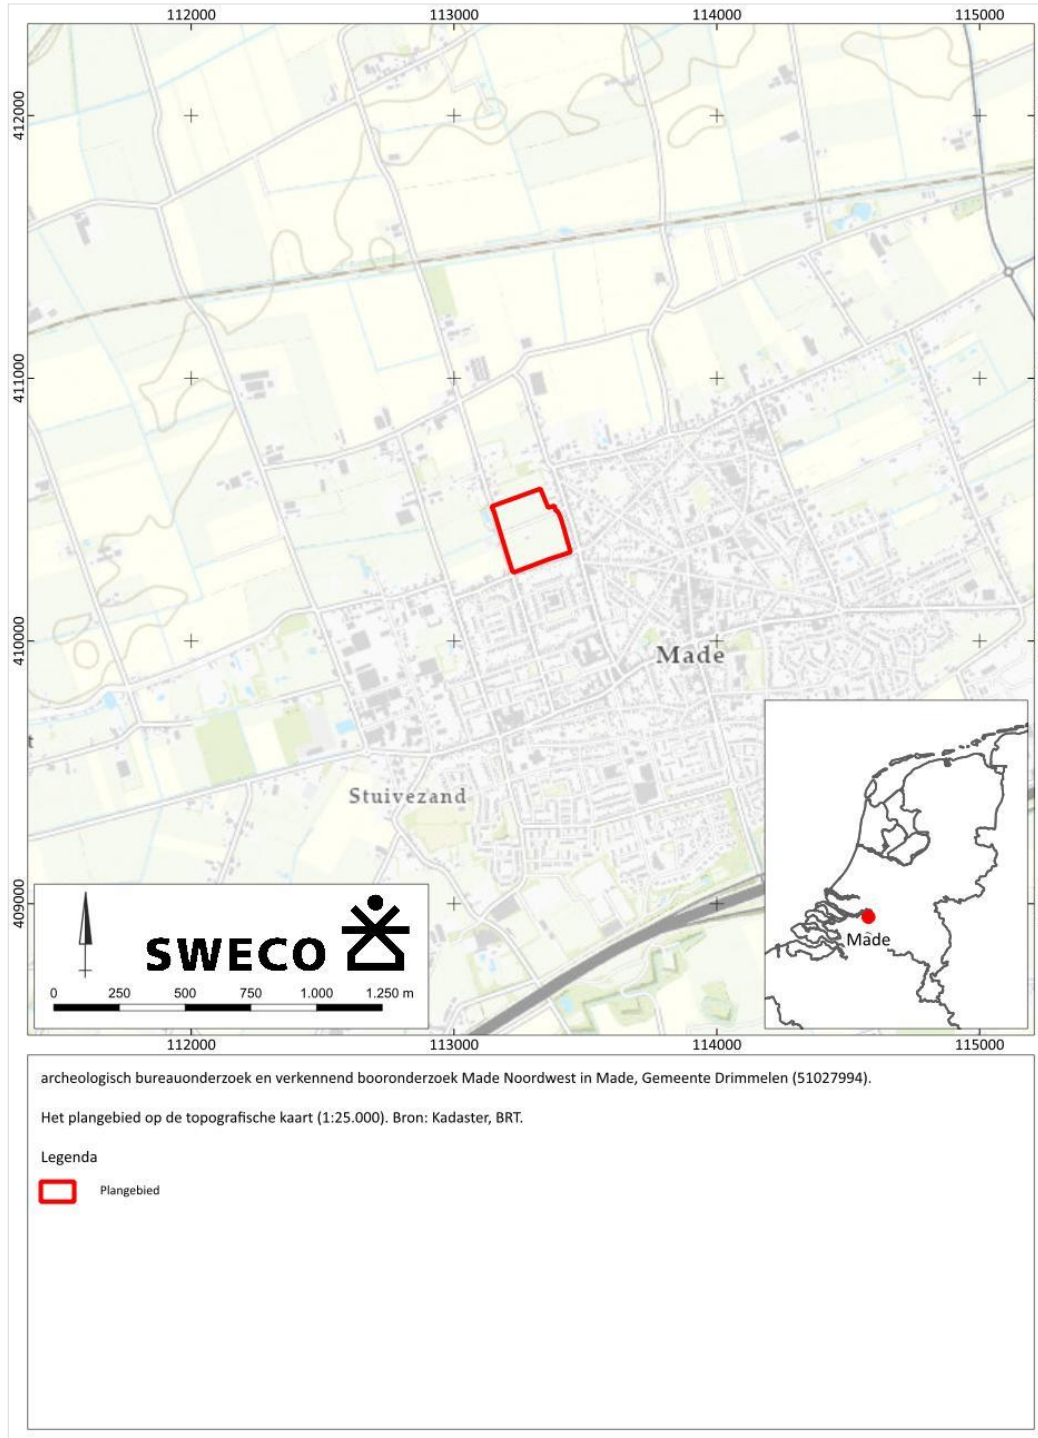 112000 113000 114000 115000
412000
411000
410000
409000
Made
Stuivezand
t
SWECO
0 250 500 750 1.000 1.250 m
Made
112000 113000 114000 115000
archeologisch bureauonderzoek en verkennend booronderzoek Made Noordwest in Made, Gemeente Drimmelen (51027994).
Het plangebied op de topografische kaart (1:25.000). Bron: Kadaster, BRT.
Legenda
Plangebied